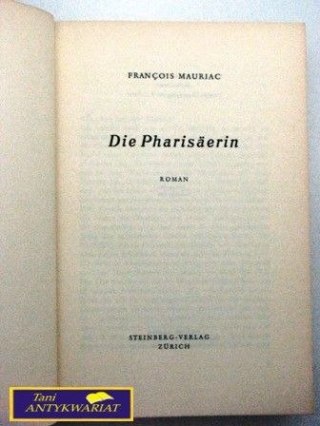 FRANÇOIS MAURIAC
Die Pharisäerin
ROMAN
STEINBERG-VERLAG
ZÜRICH
Tani
ANTYKWARIAT